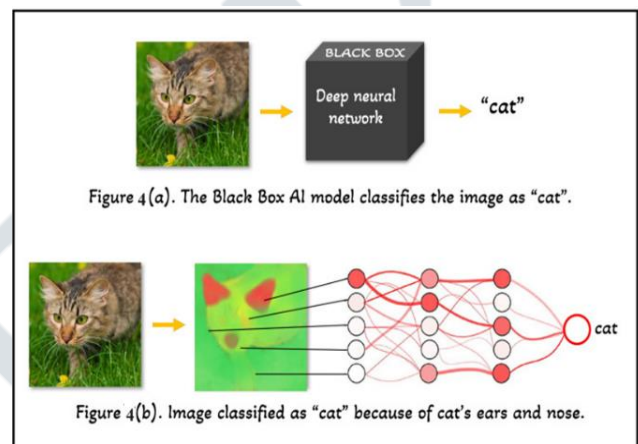 BLACK BOX
Deep neural
network
"cat"
Figure 4(a). The Black Box AI model classifies the image as "cat".
cat
Figure 4(b). Image classified as "cat" because of cat's ears and nose.